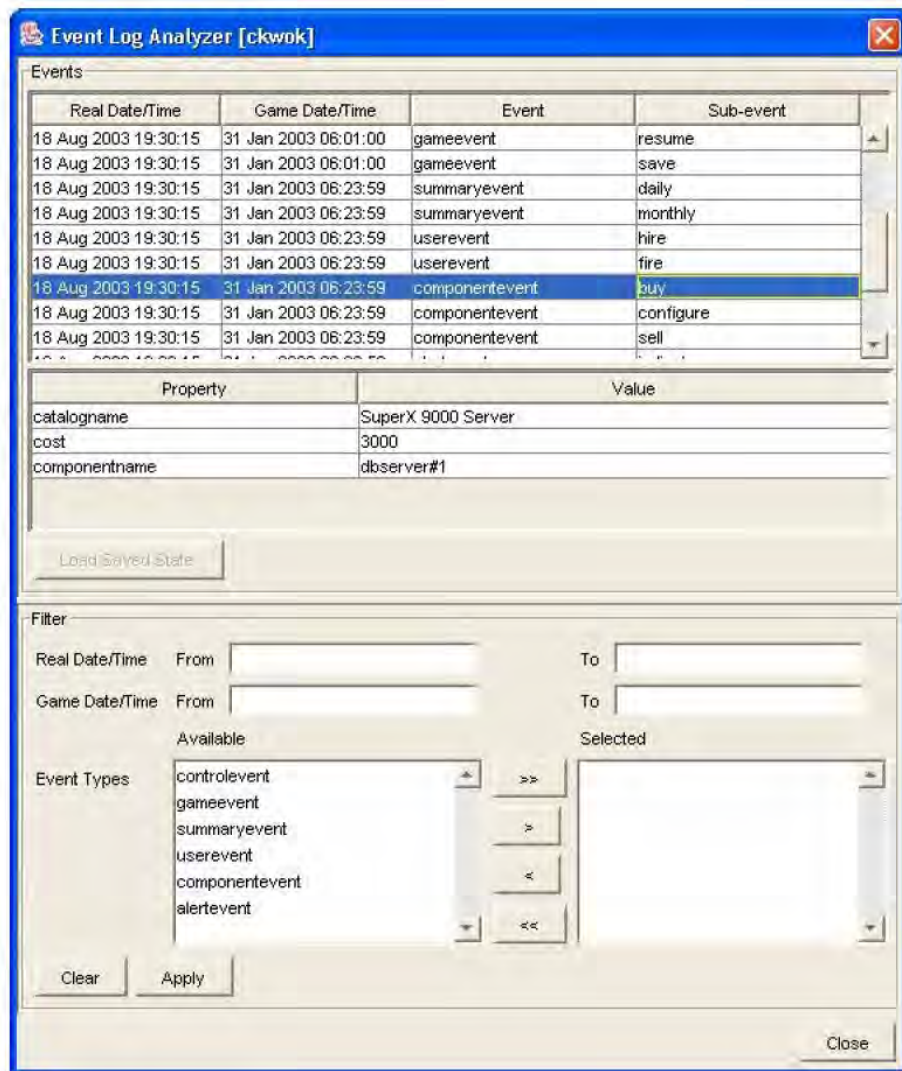 Event Log Analyzer [ckwok]
Events
Real Date/Time Game Date/Time Event Sub-event
18 Aug 2003 19:30:15 31 Jan 2003 06:01:00 gameevent resume
18 Aug 2003 19:30:15 31 Jan 2003 06:01:00 gameevent save
18 Aug 2003 19:30:15 31 Jan 2003 06:23:59 summaryevent daily
18 Aug 2003 19:30:15 31 Jan 2003 06:23:59 summaryevent monthly
18 Aug 2003 19:30:15 31 Jan 2003 06:23:59 userevent hire
18 Aug 2003 19:30:15 31 Jan 2003 06:23:59 userevent fire
18 Aug 2003 19:30:15 31 Jan 2003 06:23:59 componentevent buy
18 Aug 2003 19:30:15 31 Jan 2003 06:23:59 componentevent configure
18 Aug 2003 19:30:15 31 Jan 2003 06:23:59 componentevent sell
Property Value
catalogname SuperX 9000 Server
cost 3000
componentname dbserver#1
Load Saved State
Filter
Real Date/Time From To
Game Date/Time From To
Available Selected
Event Types controlevent >>
gameevent
summaryevent >
userevent
componentevent <
alertevent
<<
Clear Apply
Close